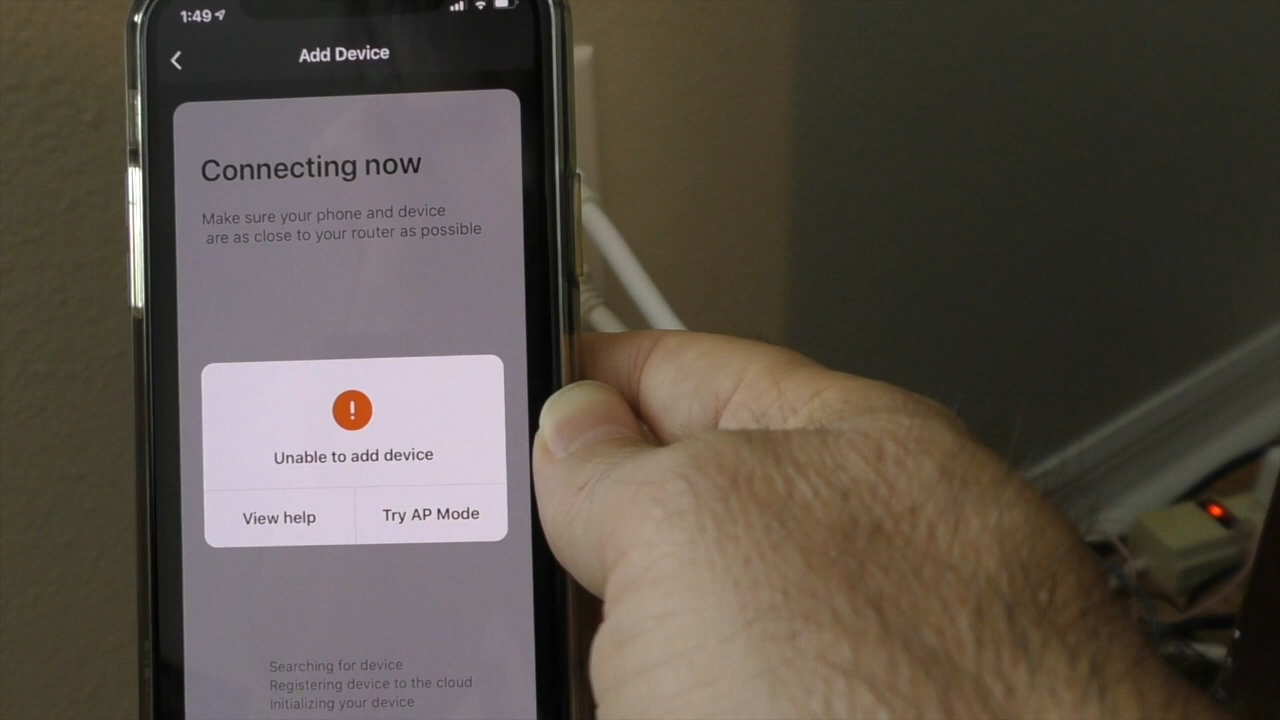 1:49
Add Device
Connecting now
Make sure your phone and device
are as close to your router as possible
!
Unable to add device
View help
Try AP Mode
Searching for device
Registering device to the cloud
Initializing your device